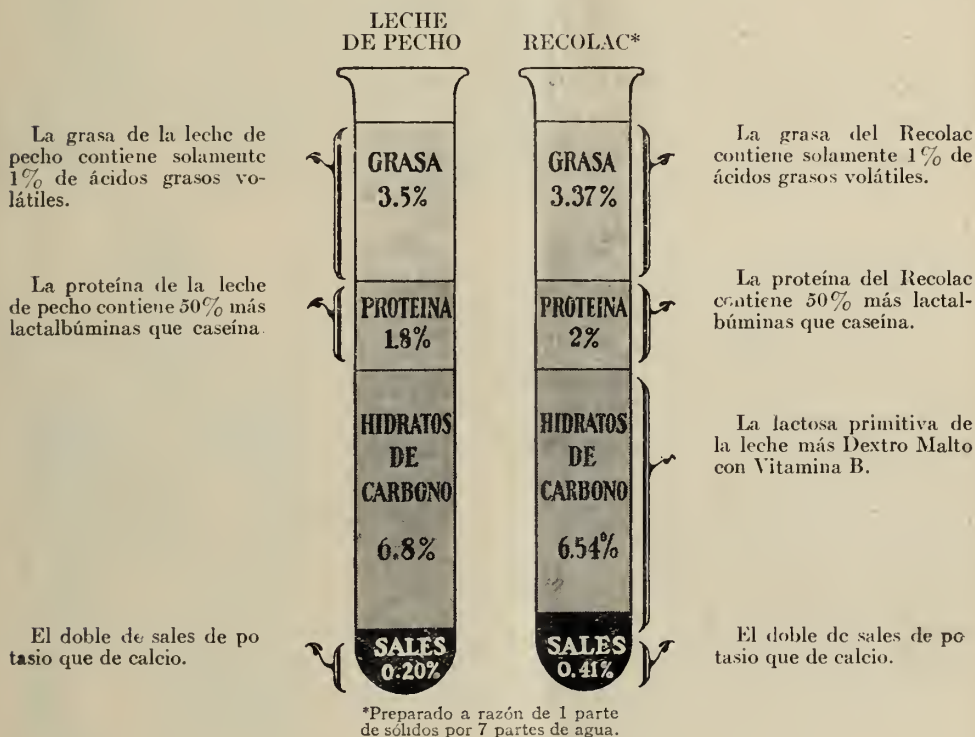 LECHE
DE PECHO
RECOLAC*
La grasa de la leche de
pecho contiene solamente
1% de ácidos grasos vo-
látiles.
GRASA
3.5%
GRASA
3.37%
La grasa del Recolac
contiene solamente 1% de
ácidos grasos volátiles.
La proteína de la leche
de pecho contiene 50% más
lactalbúminas que caseína.
PROTEINA
1.8%
PROTEINA
2%
La proteína del Recolac
contiene 50% más lactal-
búminas que caseína.
HIDRATOS
DE
CARBONO
6.8%
HIDRATOS
DE
CARBONO
6.54%
La lactosa primitiva de
la leche más Dextro Malto
con Vitamina B.
El doble de sales de po
tasio que de calcio.
SALES
0.20%
SALES
0.41%
El doble de sales de po
tasio que de calcio.
*Preparado a razón de 1 parte
de sólidos por 7 partes de agua.